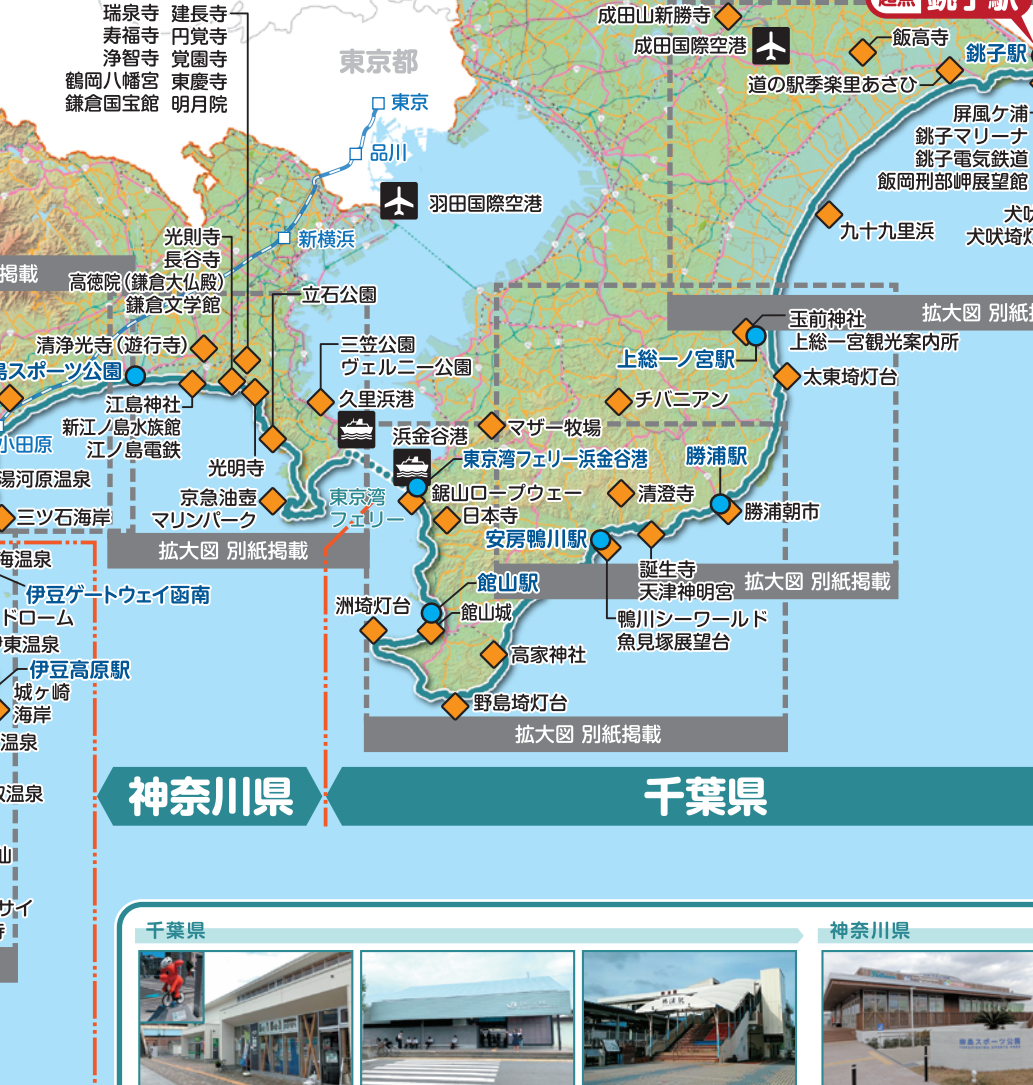 瑞泉寺 建長寺
寿福寺 円覚寺
浄智寺 覚園寺
鶴岡八幡宮 東慶寺
鎌倉国宝館 明月院
東京都
東京
品川
羽田国際空港
新横浜
成田山新勝寺
成田国際空港
飯高寺
道の駅季楽里あさひ
銚子駅
屏風ケ浦
銚子マリーナ
銚子電気鉄道
飯岡刑部岬展望館
九十九里浜
犬吠埼
掲載
光則寺
長谷寺
高徳院(鎌倉大仏殿)
鎌倉文学館
立石公園
清浄光寺(遊行寺)
島スポーツ公園
三笠公園
ヴェルニー公園
久里浜港
江島神社
新江ノ島水族館
江ノ島電鉄
光明寺
小田原
湯河原温泉
京急油壺
マリンパーク
三ツ石海岸
拡大図 別紙掲載
浜金谷港
東京湾フェリー浜金谷港
鋸山ロープウェー
東京湾
フェリー
日本寺
マザー牧場
チバニアン
拡大図 別紙掲
玉前神社
上総一宮観光案内所
上総一ノ宮駅
太東埼灯台
勝浦駅
清澄寺
勝浦朝市
安房鴨川駅
誕生寺
天津神明宮
拡大図 別紙掲載
鴨川シーワールド
魚見塚展望台
館山駅
館山城
洲埼灯台
高家神社
野島埼灯台
拡大図 別紙掲載
海温泉
伊豆ゲートウェイ函南
ドローム
東温泉
伊豆高原駅
城ヶ崎
海岸
温泉
温泉
サイ
神奈川県
千葉県
千葉県
神奈川県